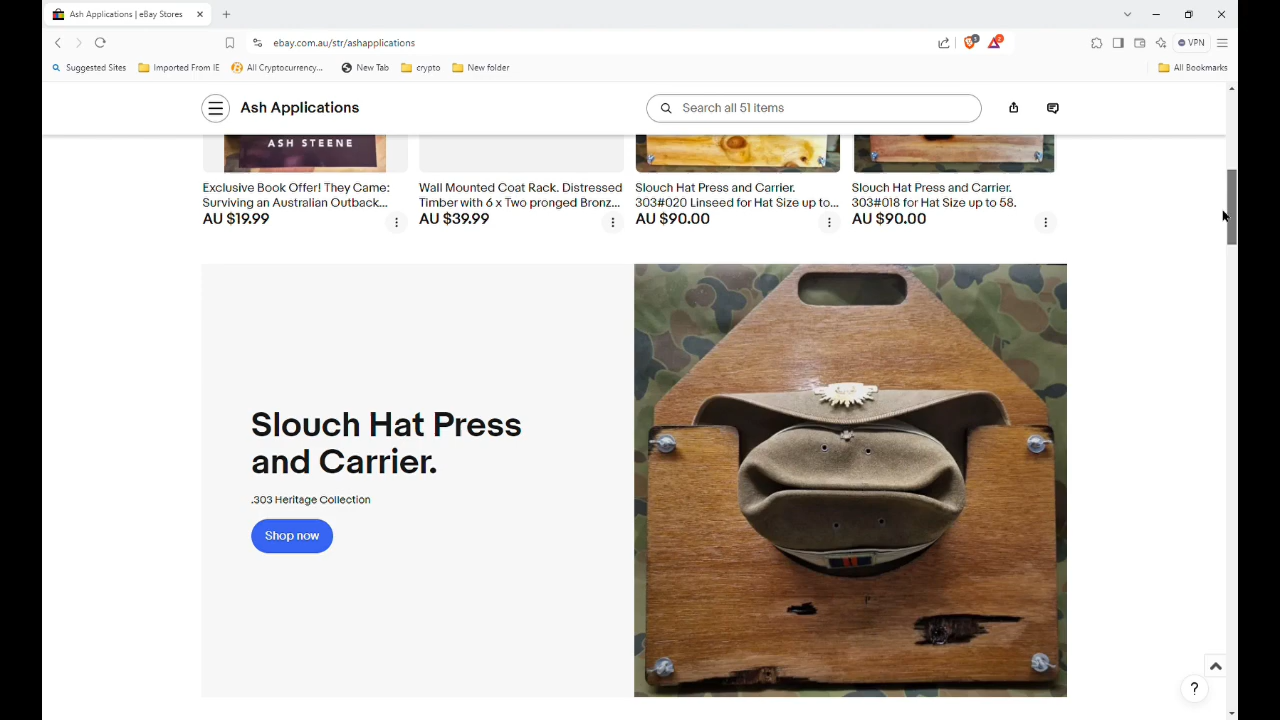 Ash Applications | eBay Stores
ebay.com.au/str/ashapplications
VPN
Suggested Sites
Imported From IE
All Cryptocurrency...
New Tab
crypto
New folder
All Bookmarks
Ash Applications
Search all 51 items
ASH STEENE
Exclusive Book Offer! They Came:
Surviving an Australian Outback...
AU $19.99
Wall Mounted Coat Rack. Distressed
Timber with 6 x Two pronged Bronz...
AU $39.99
Slouch Hat Press and Carrier.
303#020 Linseed for Hat Size up to...
AU $90.00
Slouch Hat Press and Carrier.
303#018 for Hat Size up to 58.
AU $90.00
Slouch Hat Press
and Carrier.
.303 Heritage Collection
Shop now
?